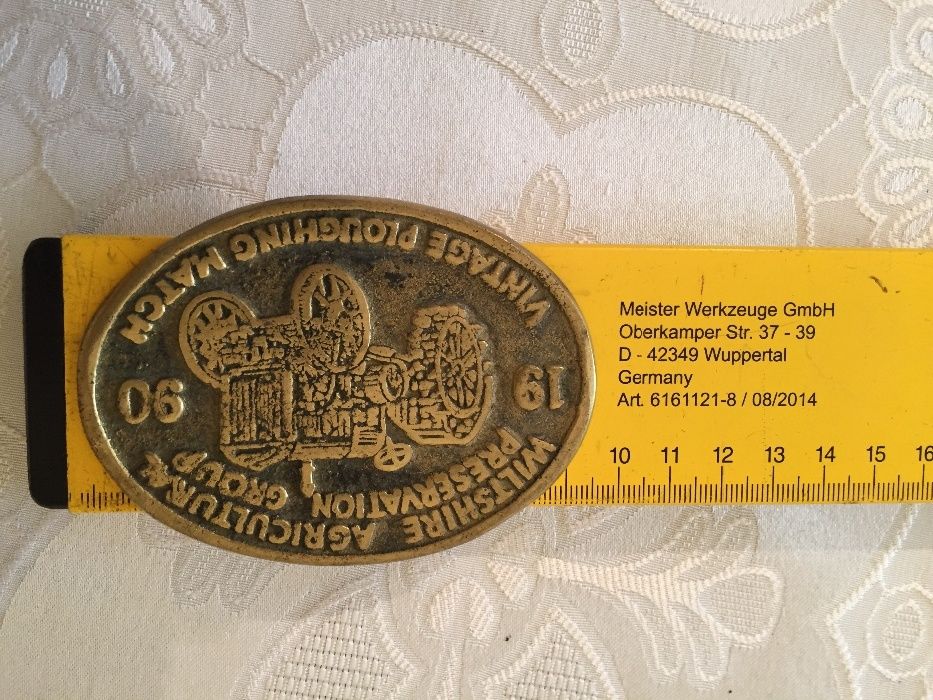 WILTSHIRE AGRICULTURAL
PRESERVATION GROUP
19 90
VINTAGE PLOUGHING MATCH
Meister Werkzeuge GmbH
Oberkamper Str. 37 - 39
D - 42349 Wuppertal
Germany
Art. 6161121-8 / 08/2014
10 11 12 13 14 15 16